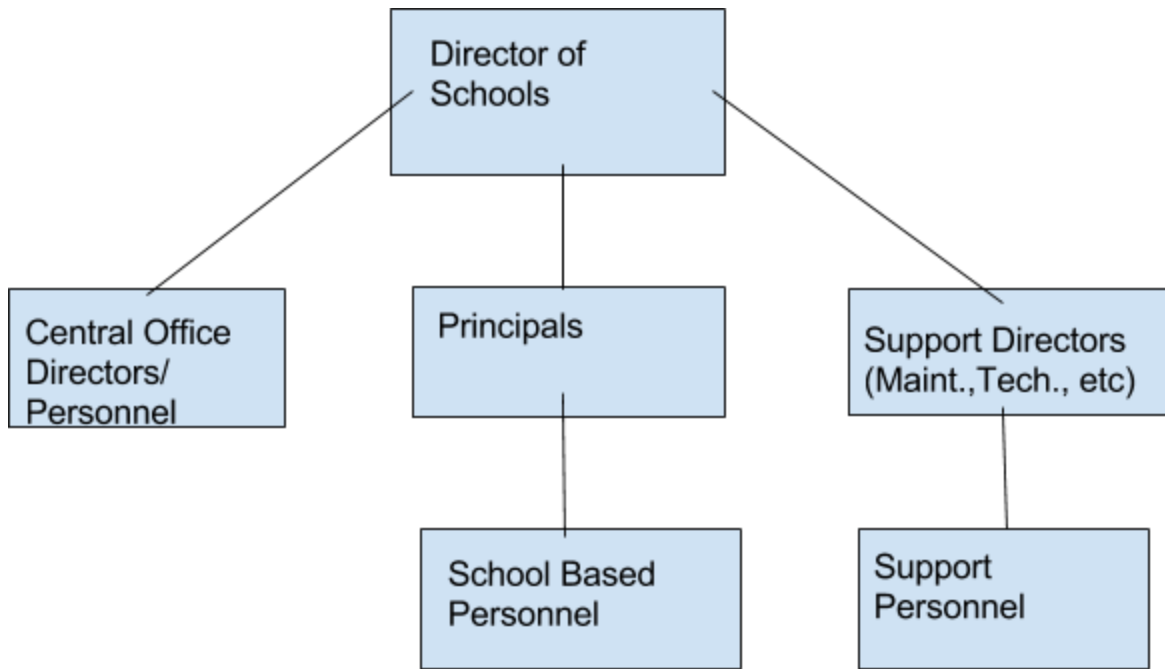 Director of
Schools
Central Office
Directors/
Personnel
Principals
Support Directors
(Maint.,Tech., etc)
School Based
Personnel
Support
Personnel